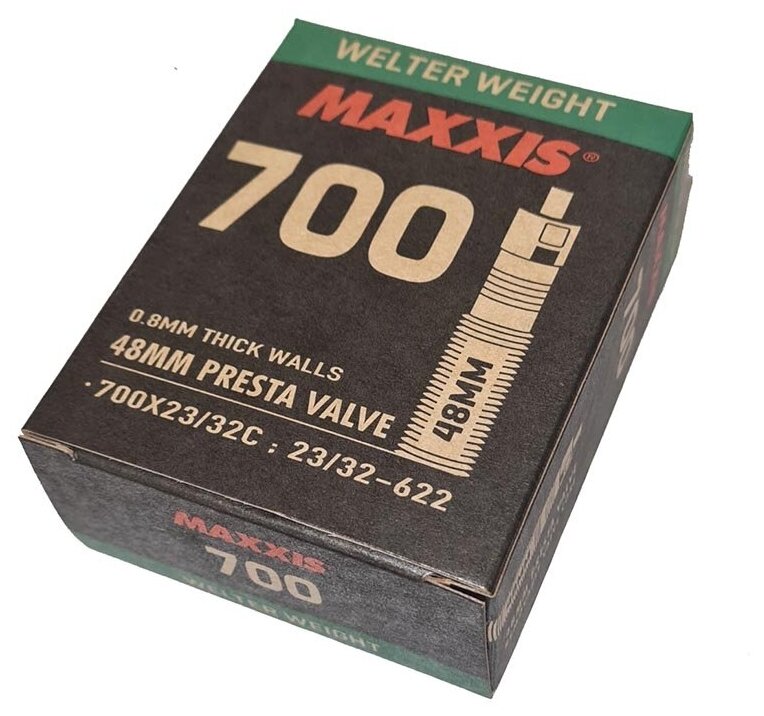 WELTER WEIGHT
MAXXIS®
700
0.8MM THICK WALLS
48MM PRESTA VALVE
48MM
·700X23/32C : 23/32-622
MAXXIS
700
WELTER WEIGHT